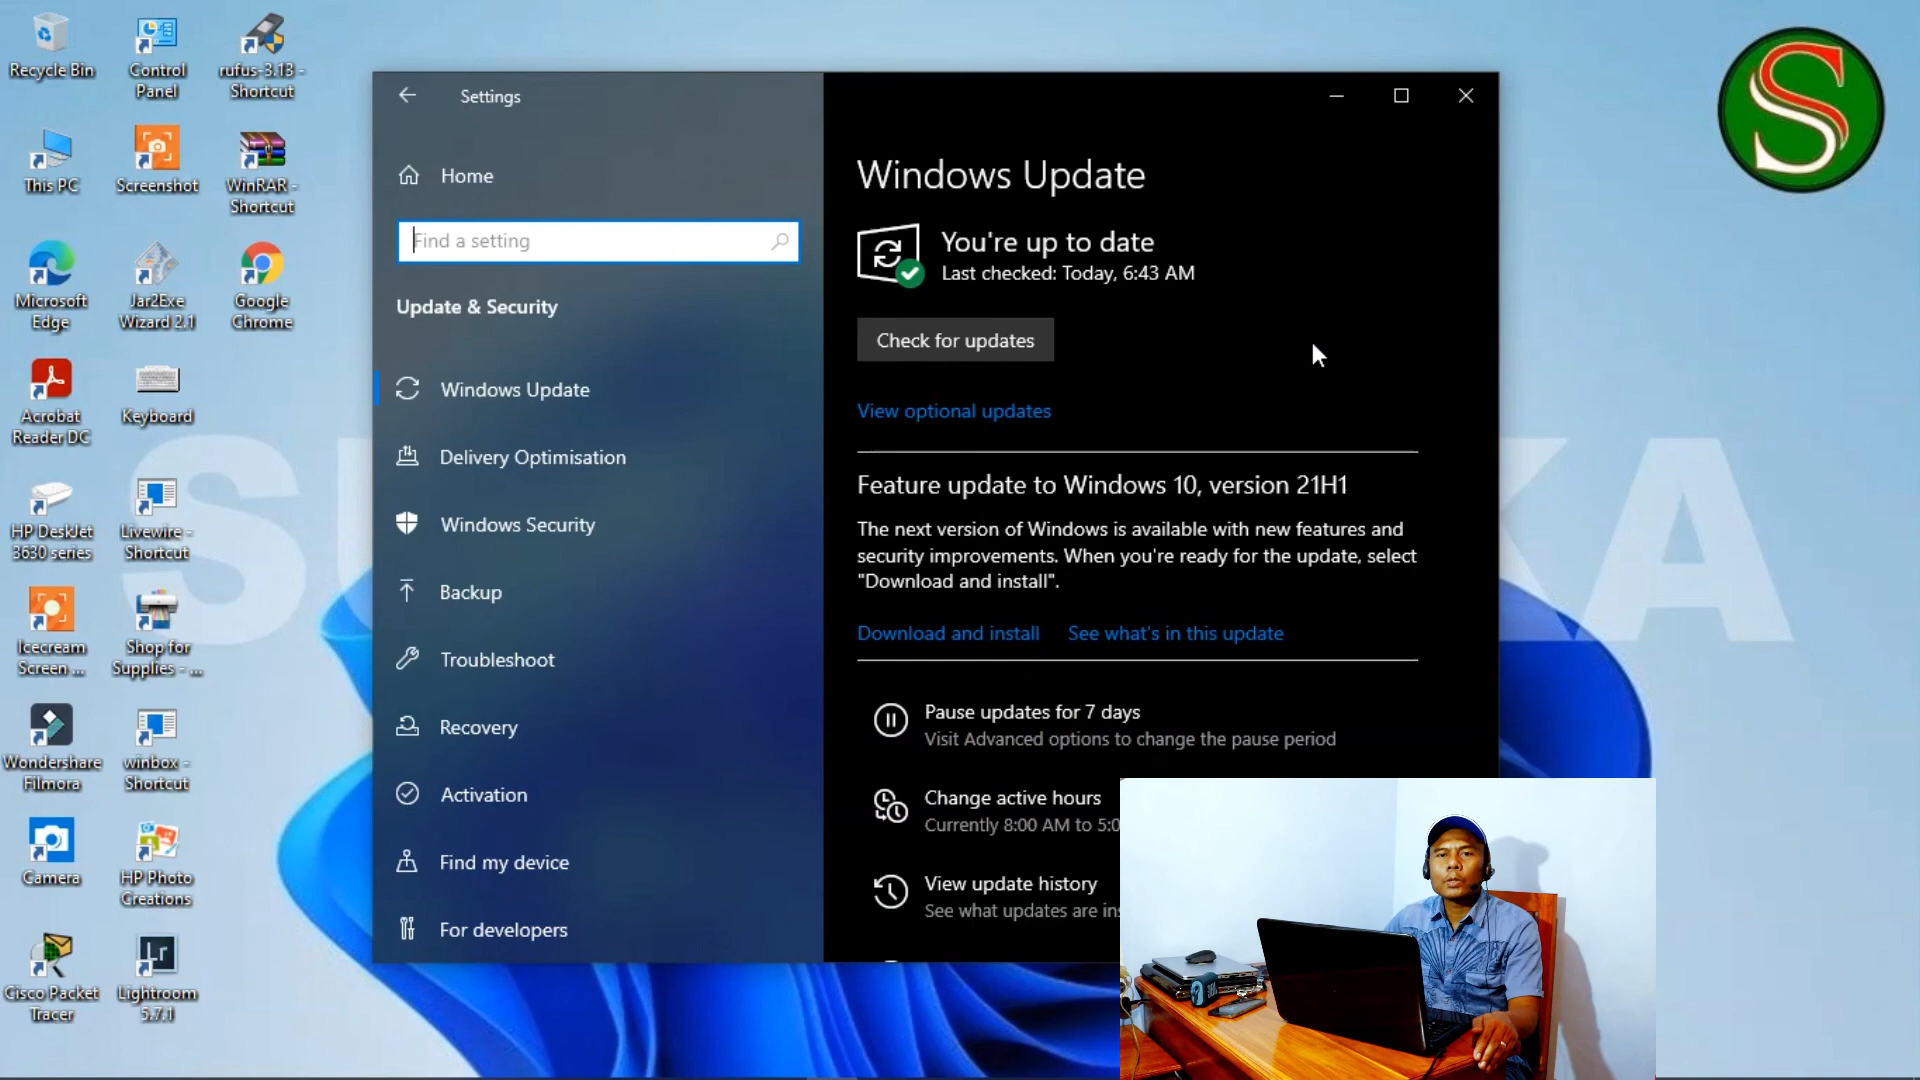 Recycle Bin
Control
Panel
rufus-3.13 -
Shortcut
This PC
Screenshot
WinRAR -
Shortcut
Microsoft
Edge
Jar2Exe
Wizard 2.1
Google
Chrome
Acrobat
Reader DC
Keyboard
HP DeskJet
3630 series
Livewire -
Shortcut
Icecream
Screen ...
Shop for
Supplies - ...
Wondershare
Filmora
winbox -
Shortcut
Camera
HP Photo
Creations
Cisco Packet
Tracer
Lr
Lightroom
5.7.1
Settings
Home
Find a setting
Update & Security
Windows Update
Delivery Optimisation
Windows Security
Backup
Troubleshoot
Recovery
Activation
Find my device
For developers
Windows Update
You're up to date
Last checked: Today, 6:43 AM
Check for updates
View optional updates
Feature update to Windows 10, version 21H1
The next version of Windows is available with new features and
security improvements. When you're ready for the update, select
"Download and install".
Download and install See what's in this update
Pause updates for 7 days
Visit Advanced options to change the pause period
Change active hours
Currently 8:00 AM to 5:0
View update history
See what updates are ins
S